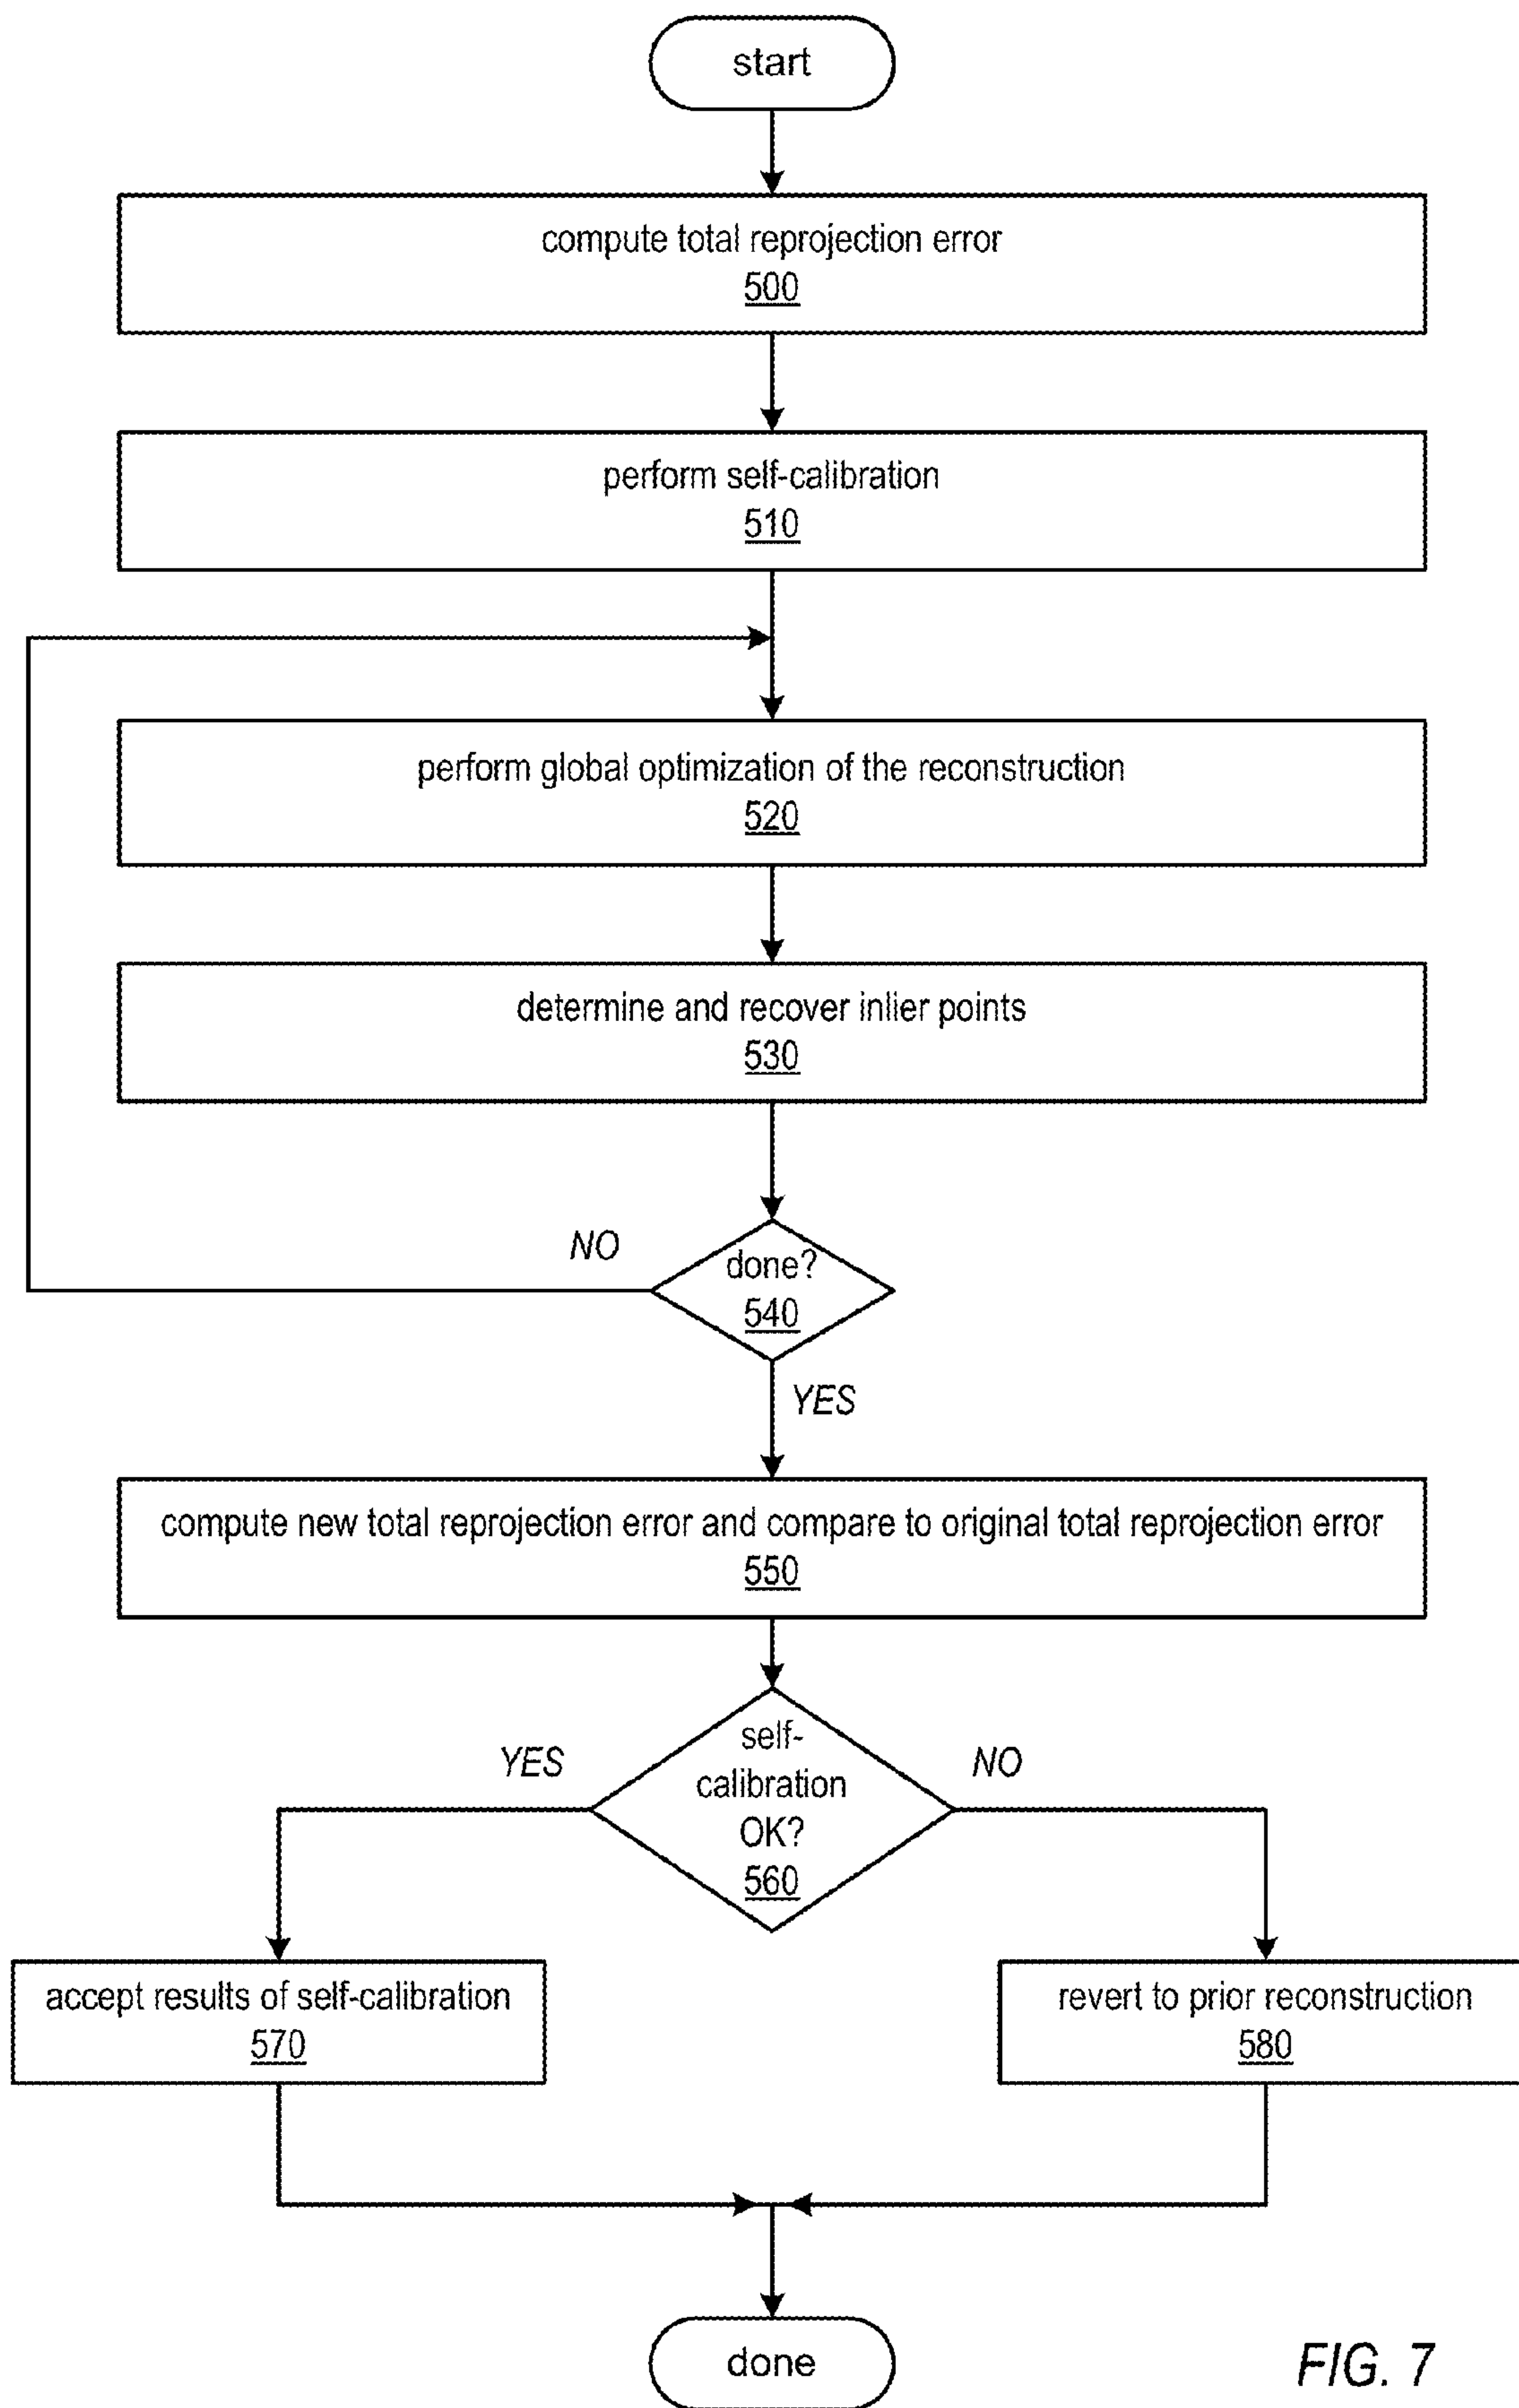 start
compute total reprojection error
500
perform self-calibration
510
perform global optimization of the reconstruction
520
determine and recover inlier points
530
NO
done?
540
YES
compute new total reprojection error and compare to original total reprojection error
550
YES
self-
calibration
OK?
560
NO
accept results of self-calibration
570
revert to prior reconstruction
580
done
FIG. 7